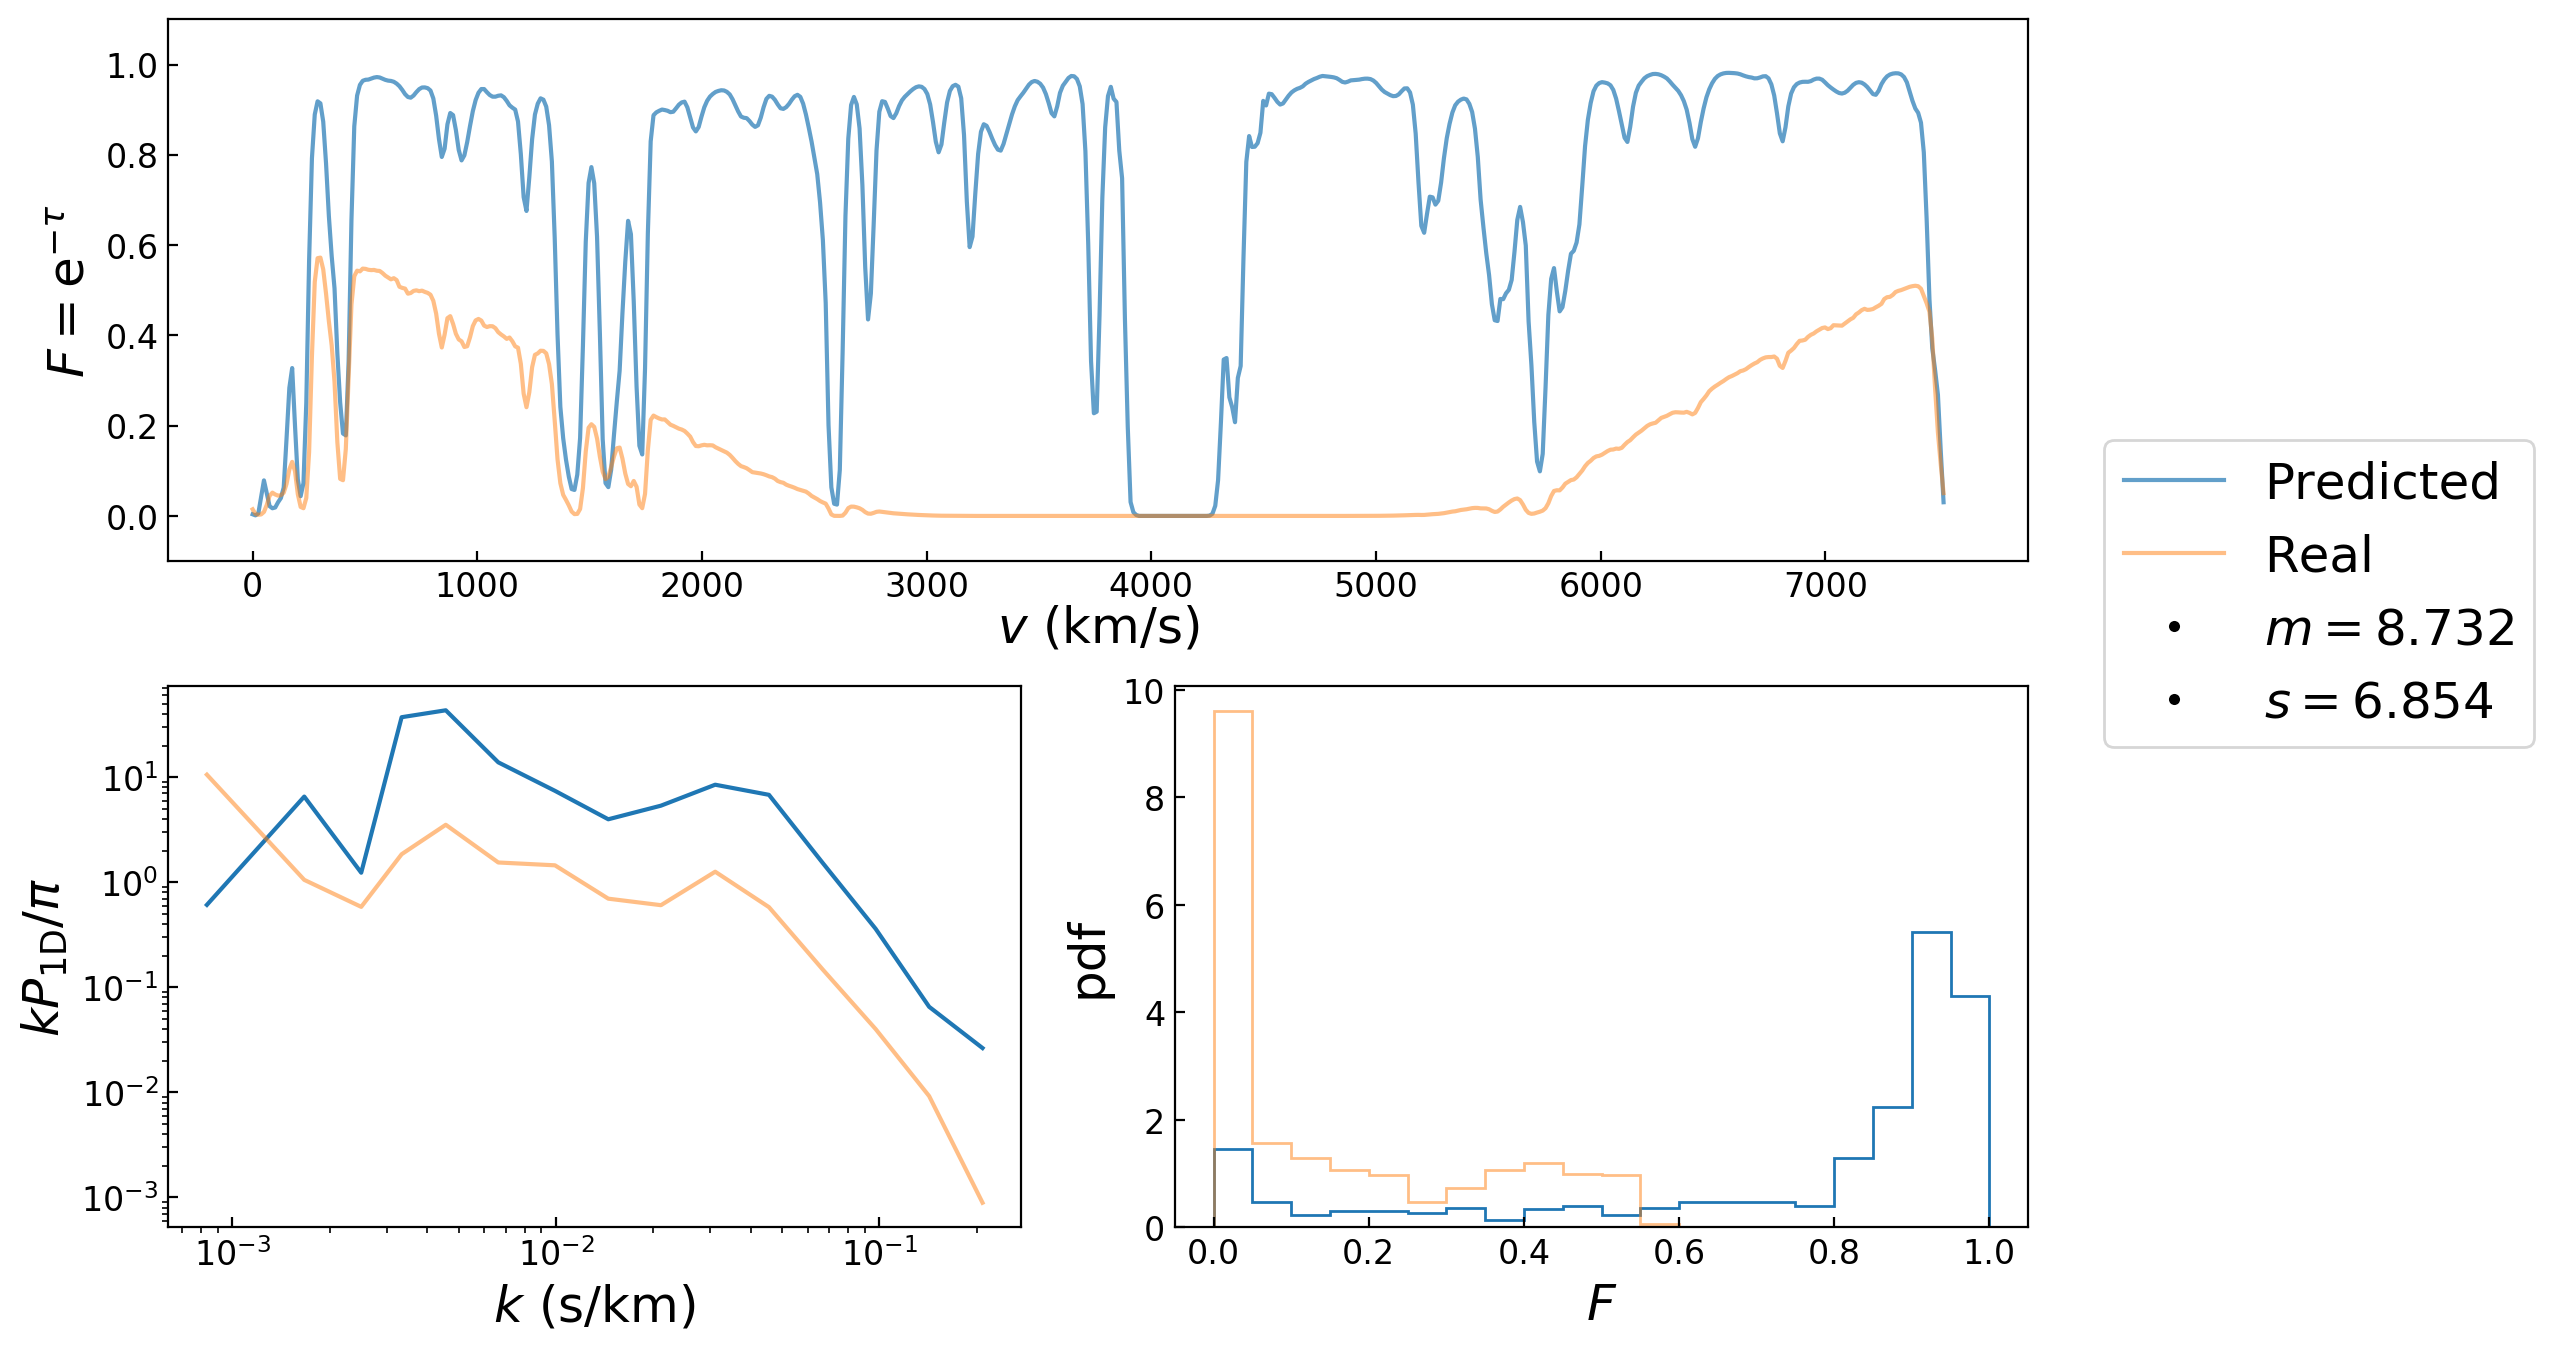 1.0
0.8
0.6
0.4
0.2
0.0
F = e^{−τ}
0 1000 2000 3000 4000 5000 6000 7000
v (km/s)
Predicted
Real
m = 8.732
s = 6.854
10^1
10^0
10^{−1}
10^{−2}
10^{−3}
kP_{1D}/π
10^{−3} 10^{−2} 10^{−1}
k (s/km)
10
8
6
4
2
0
pdf
0.0 0.2 0.4 0.6 0.8 1.0
F